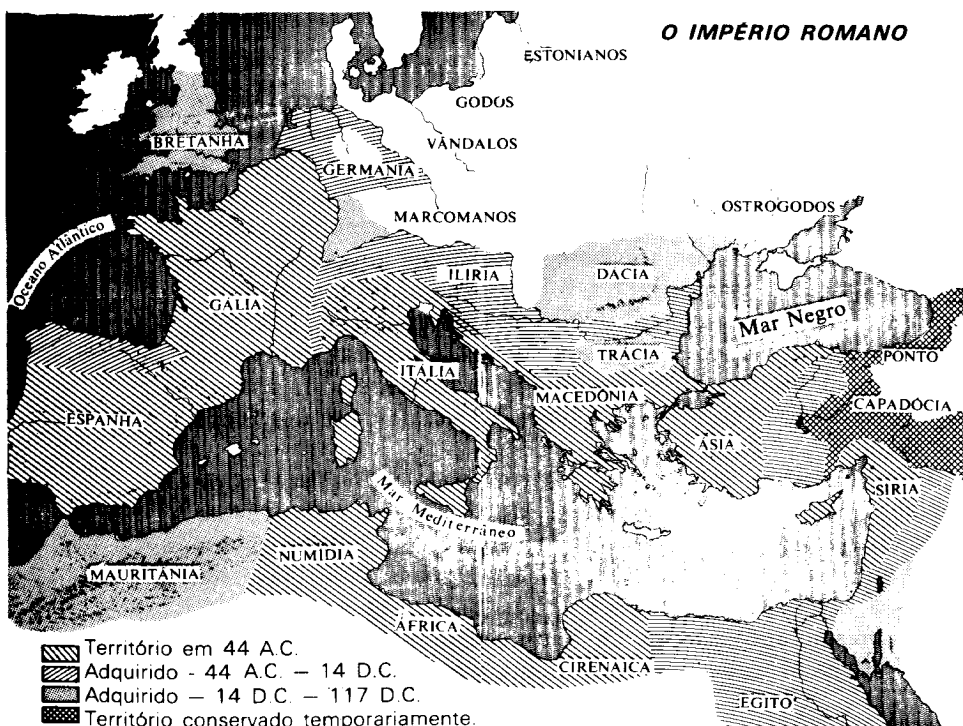 O IMPÉRIO ROMANO
ESTONIANOS
GODOS
VÂNDALOS
BRETANHA
GERMANIA
MARCOMANOS
OSTROGODOS
Oceano Atlântico
ILIRIA
DACIA
GÁLIA
Mar Negro
TRÁCIA
PONTO
ITÁLIA
MACEDÔNIA
CAPADÓCIA
ESPANHA
ÁSIA
SÍRIA
Mar Mediterrâneo
NUMÍDIA
MAURITÁNIA
ÁFRICA
CIRENAICA
EGITO
Território em 44 A.C.
Adquirido - 44 A.C. — 14 D.C.
Adquirido — 14 D.C. — 117 D.C.
Território conservado temporariamente.